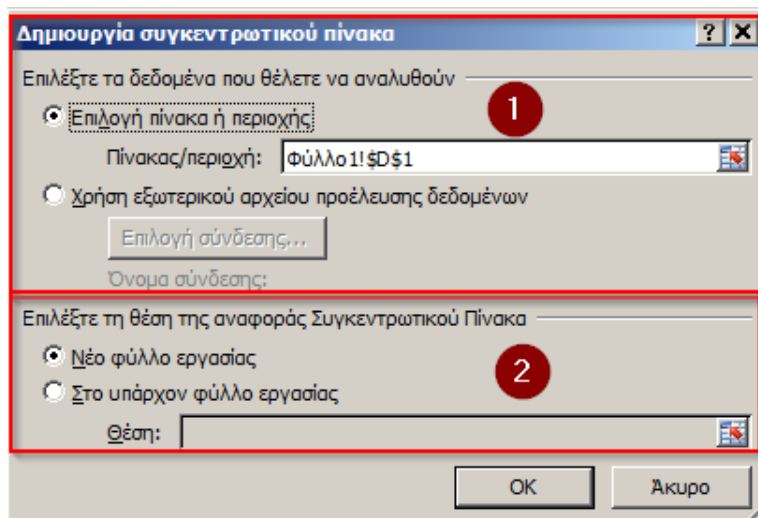 Δημιουργία συγκεντρωτικού πίνακα
Επιλέξτε τα δεδομένα που θέλετε να αναλυθούν
1
Επιλογή πίνακα ή περιοχής
Πίνακας/περιοχή: Φύλλο1!$D$1
Χρήση εξωτερικού αρχείου προέλευσης δεδομένων
Επιλογή σύνδεσης...
Όνομα σύνδεσης:
Επιλέξτε τη θέση της αναφοράς Συγκεντρωτικού Πίνακα
Νέο φύλλο εργασίας
2
Στο υπάρχον φύλλο εργασίας
Θέση:
OK Άκυρο